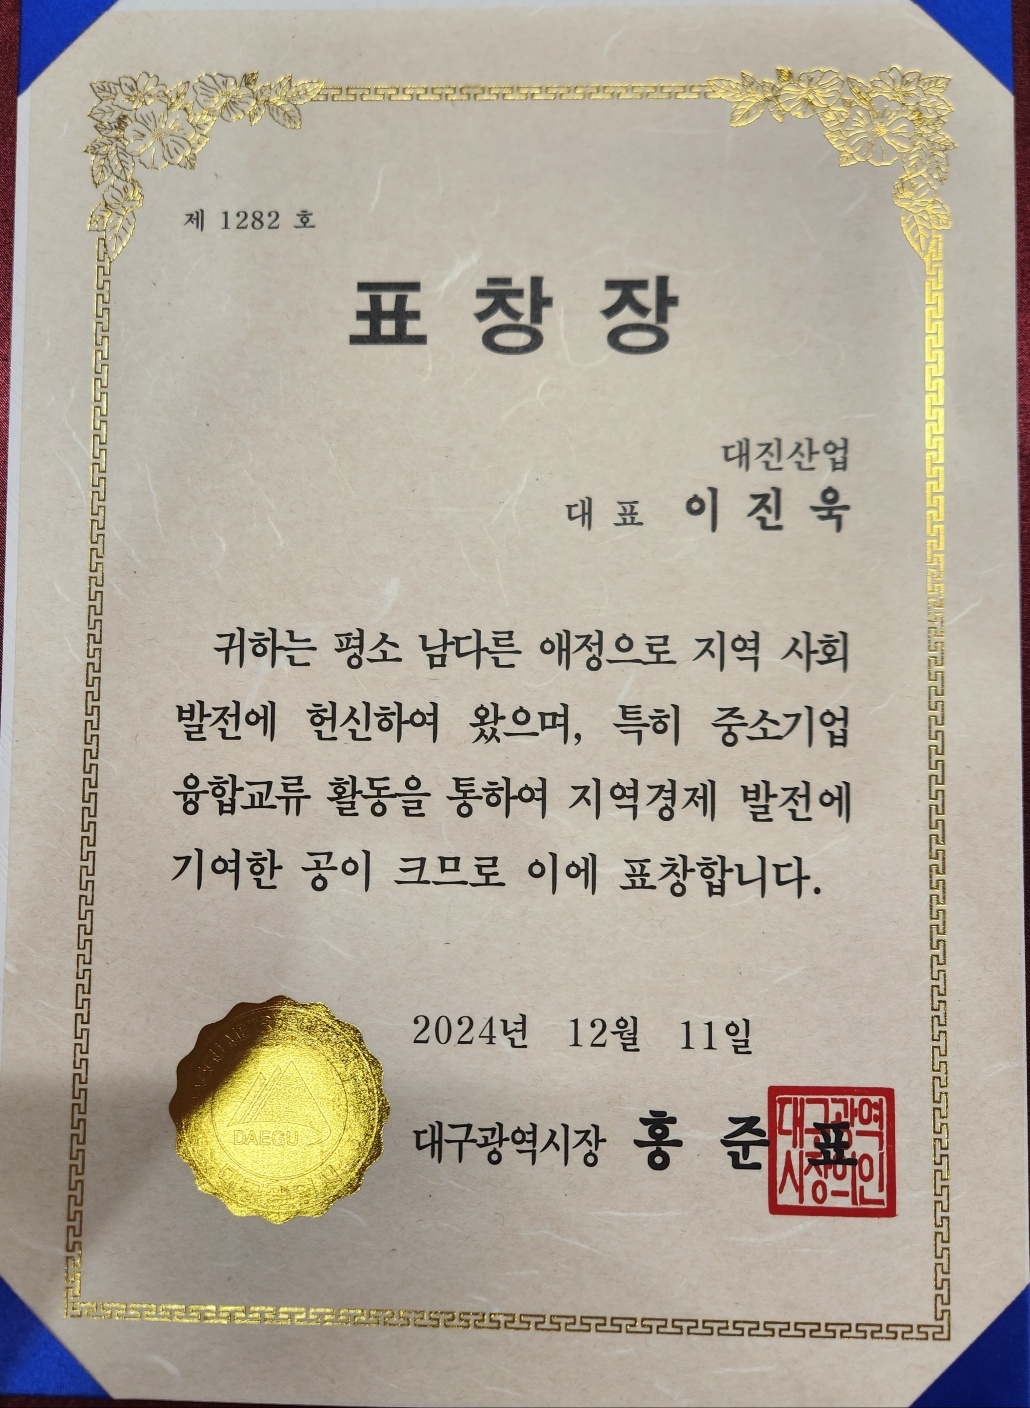 제 1282 호
표 창 장
대진산업
대 표 이 진 욱
귀하는 평소 남다른 애정으로 지역 사회
발전에 헌신하여 왔으며, 특히 중소기업
융합교류 활동을 통하여 지역경제 발전에
기여한 공이 크므로 이에 표창합니다.
2024년 12월 11일
대구광역시장 홍 준 표
대구광역
시장의인
DAEGU